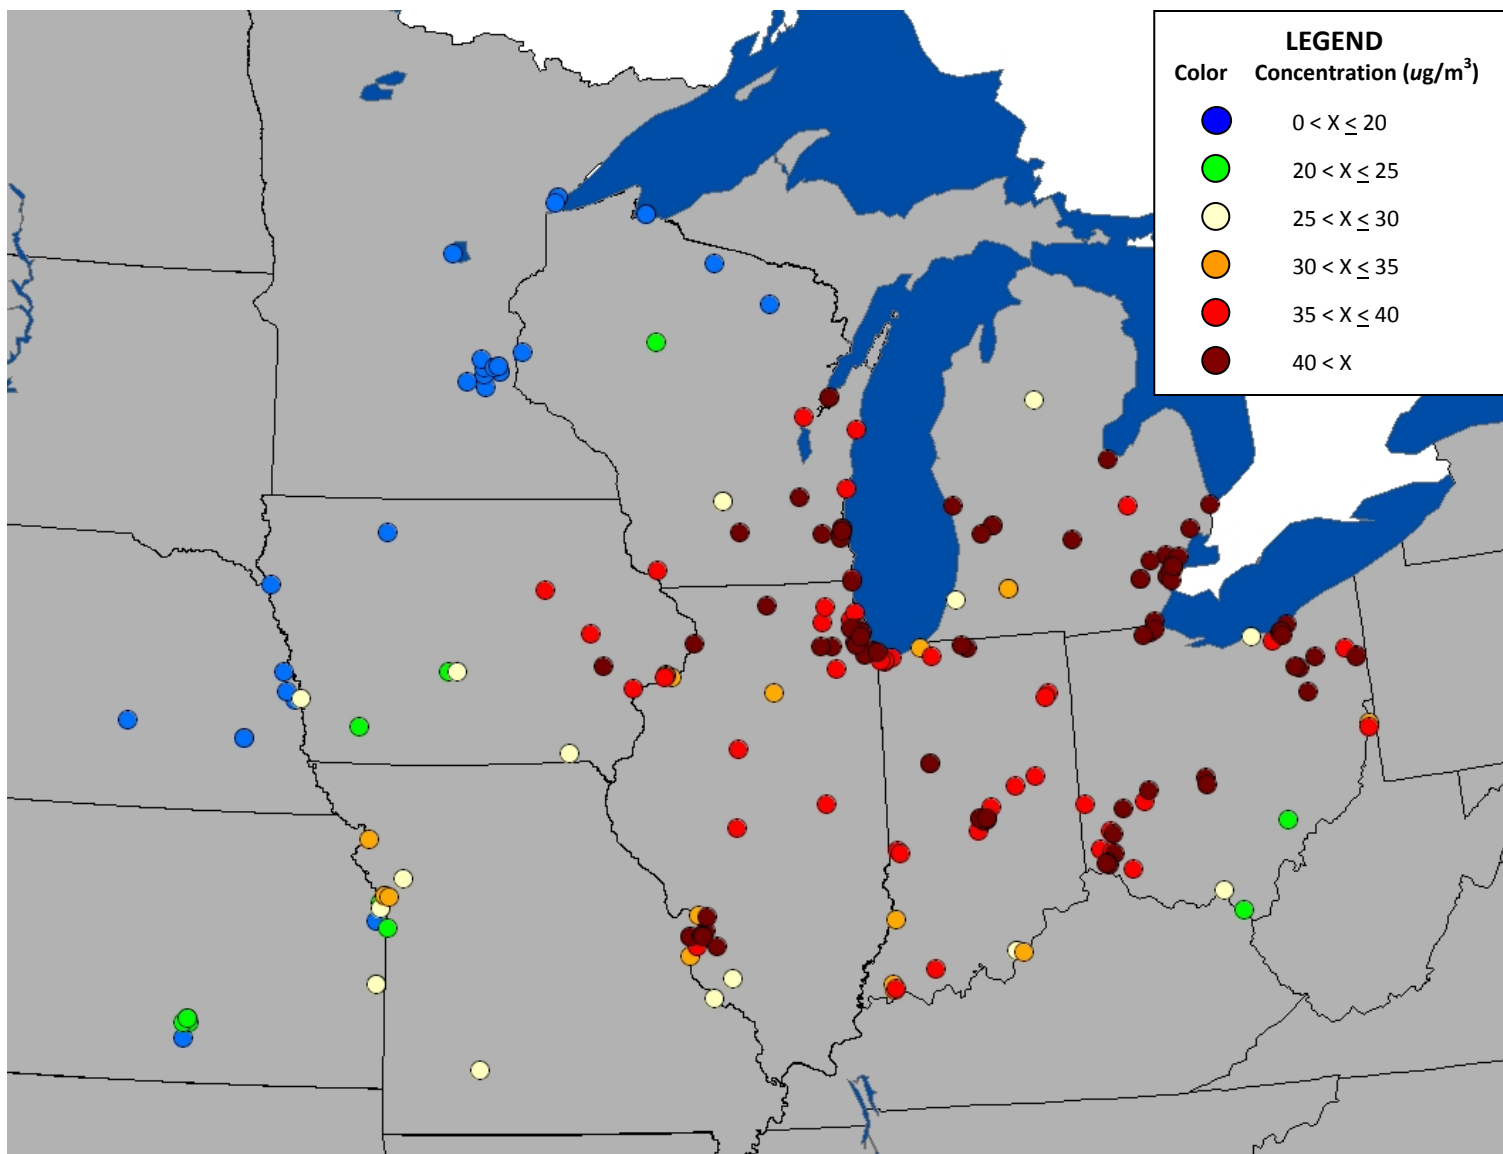 LEGEND
Color Concentration (ug/m³)
0 < X ≤ 20
20 < X ≤ 25
25 < X ≤ 30
30 < X ≤ 35
35 < X ≤ 40
40 < X